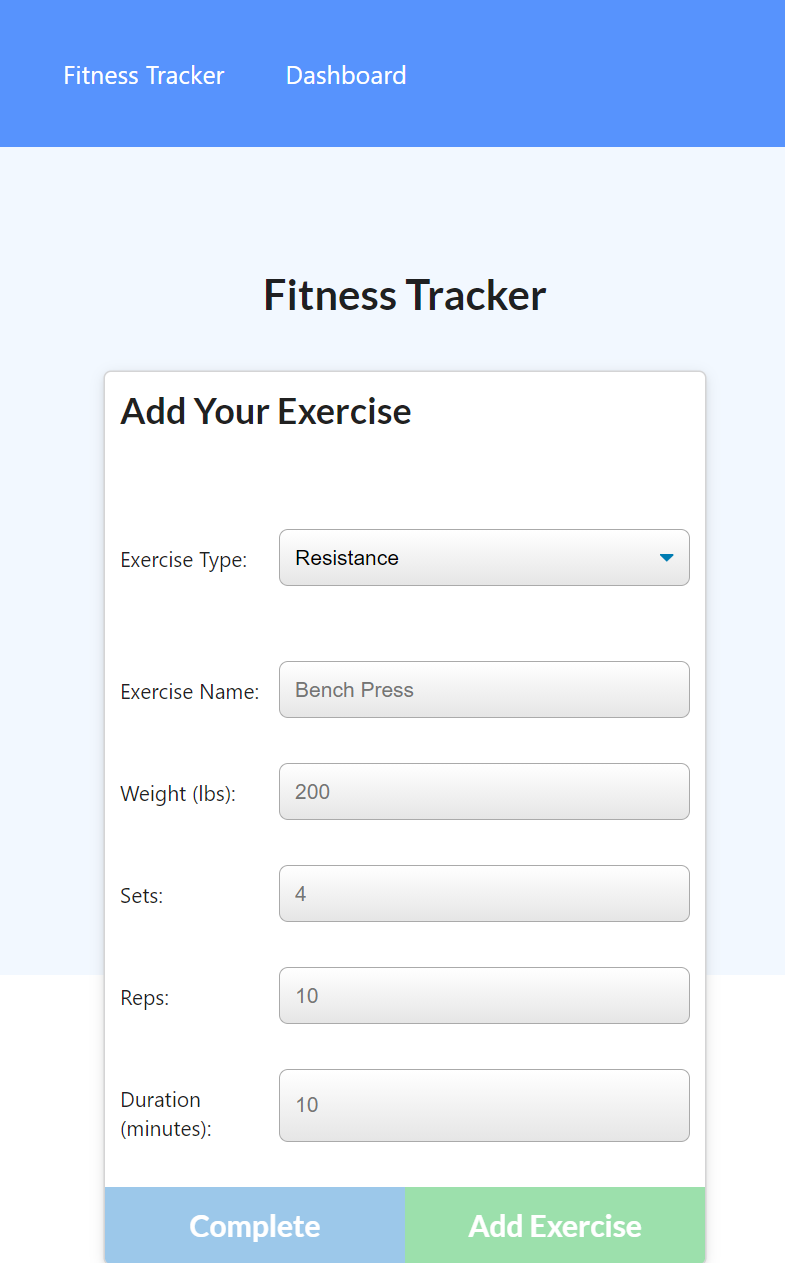 Fitness Tracker Dashboard
Fitness Tracker
Add Your Exercise
Exercise Type: Resistance
Exercise Name: Bench Press
Weight (lbs): 200
Sets: 4
Reps: 10
Duration
(minutes): 10
Complete Add Exercise